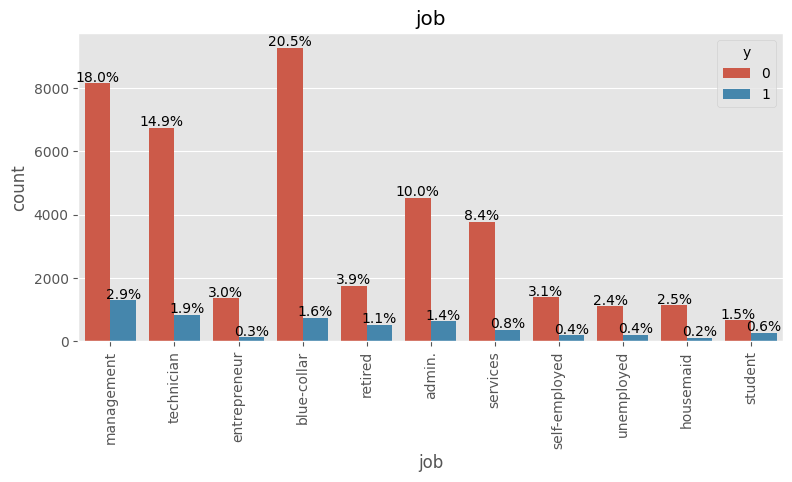 job
y
0
1
count
8000
6000
4000
2000
0
18.0%
2.9%
14.9%
1.9%
3.0%
0.3%
20.5%
1.6%
3.9%
1.1%
10.0%
1.4%
8.4%
0.8%
3.1%
0.4%
2.4%
0.4%
2.5%
0.2%
1.5%
0.6%
management
technician
entrepreneur
blue-collar
retired
admin.
services
self-employed
unemployed
housemaid
student
job